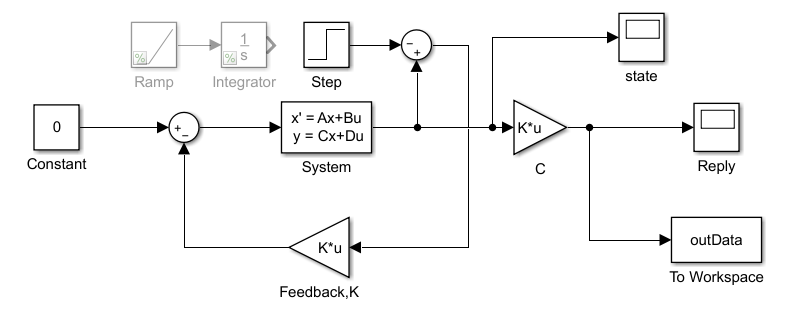 1
s
Ramp
Integrator
Step
state
0
x' = Ax+Bu
y = Cx+Du
K*u
Constant
System
C
Reply
K*u
outData
Feedback,K
To Workspace